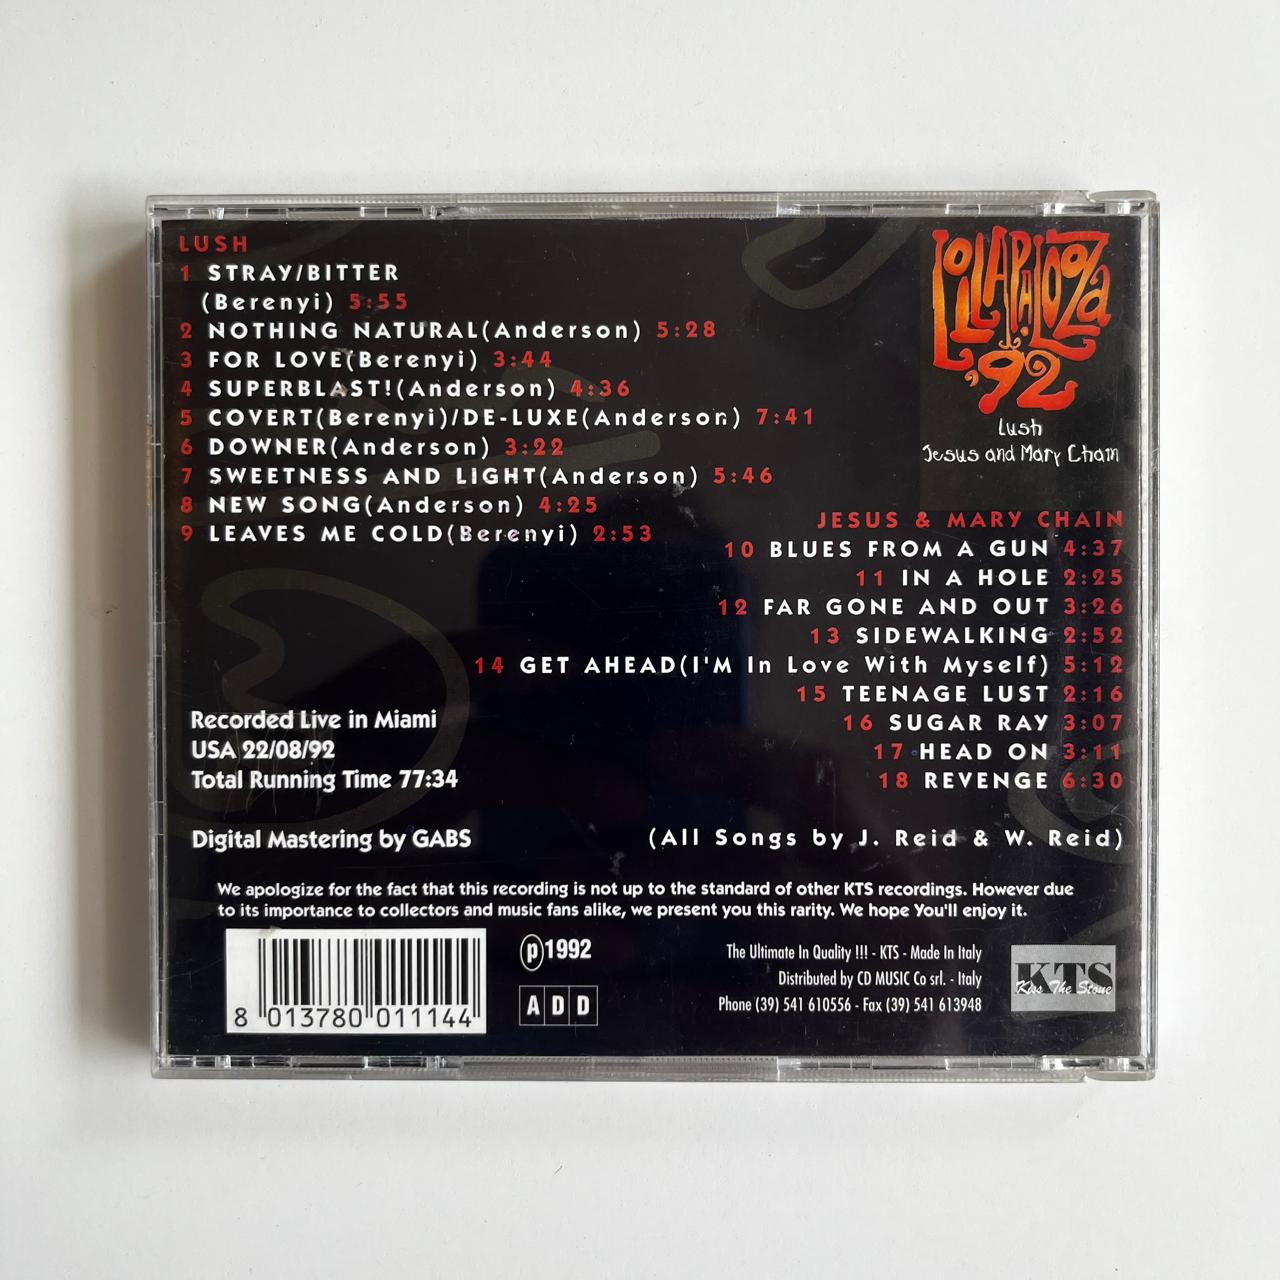 LUSH
1 STRAY/BITTER
(Berenyi) 5:55
2 NOTHING NATURAL(Anderson) 5:28
3 FOR LOVE(Berenyi) 3:44
4 SUPERBLAST!(Anderson) 4:36
5 COVERT(Berenyi)/DE-LUXE(Anderson) 7:41
6 DOWNER(Anderson) 3:22
7 SWEETNESS AND LIGHT(Anderson) 5:46
8 NEW SONG(Anderson) 4:25
9 LEAVES ME COLD(Berenyi) 2:53
LOLLAPALOOZA
'92
Lush
Jesus and Mary Chain
JESUS & MARY CHAIN
10 BLUES FROM A GUN 4:37
11 IN A HOLE 2:25
12 FAR GONE AND OUT 3:26
13 SIDEWALKING 2:52
14 GET AHEAD(I'M In Love With Myself) 5:12
15 TEENAGE LUST 2:16
16 SUGAR RAY 3:07
17 HEAD ON 3:11
18 REVENGE 6:30
Recorded Live in Miami
USA 22/08/92
Total Running Time 77:34
Digital Mastering by GABS
(All Songs by J. Reid & W. Reid)
We apologize for the fact that this recording is not up to the standard of other KTS recordings. However due
to its importance to collectors and music fans alike, we present you this rarity. We hope You'll enjoy it.
8 013780 011144
℗1992
ADD
The Ultimate In Quality !!! - KTS - Made In Italy
Distributed by CD MUSIC Co srl. - Italy
Phone (39) 541 610556 - Fax (39) 541 613948
KTS
Kiss The Stone